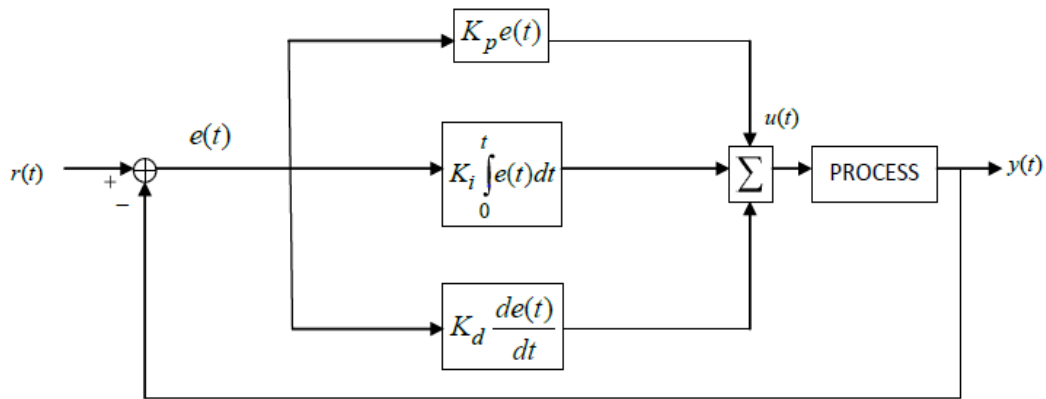 K_p e(t)
u(t)
e(t)
r(t)
+
−
K_i ∫_0^t e(t)dt
∑
PROCESS
y(t)
K_d de(t)/dt